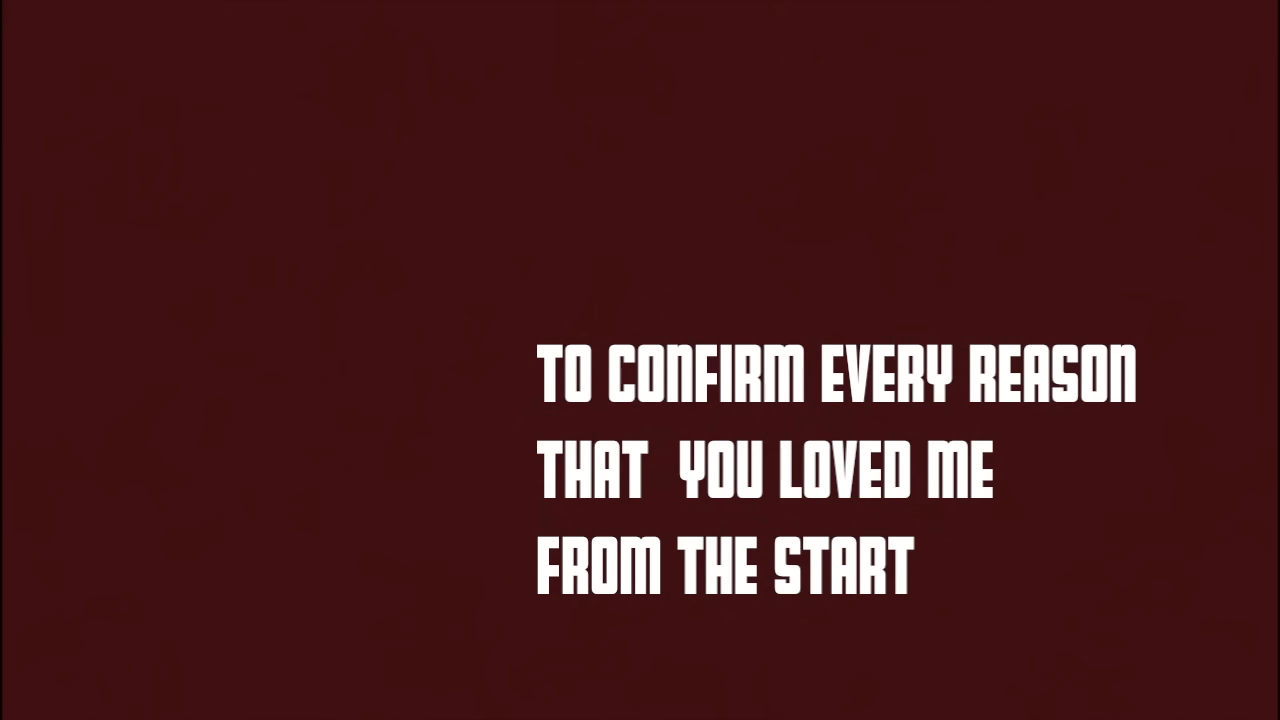 TO CONFIRM EVERY REASON
THAT  YOU LOVED ME
FROM THE START